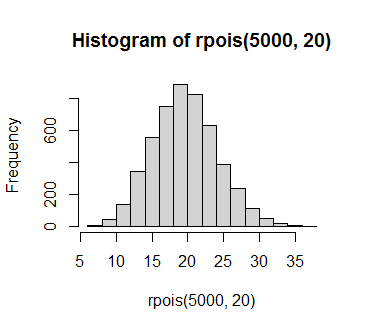 Histogram of rpois(5000, 20)
Frequency
600
200
0
5 10 15 20 25 30 35
rpois(5000, 20)